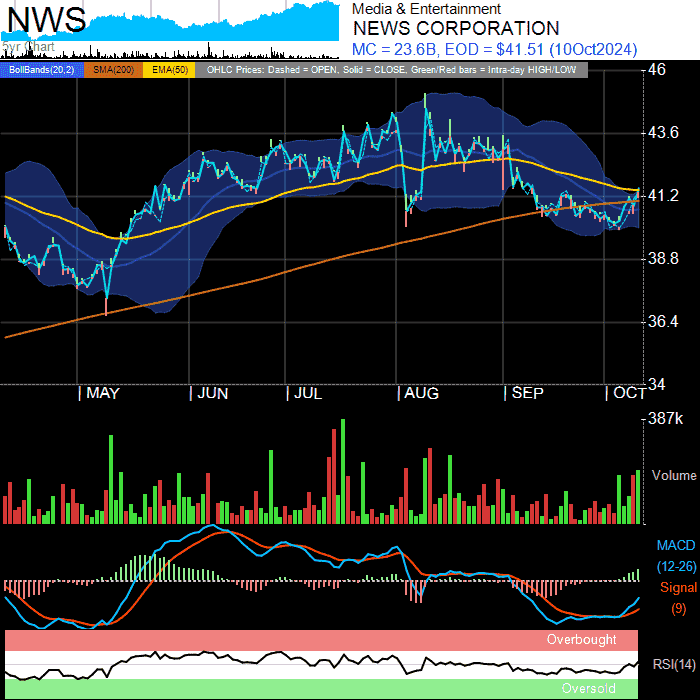 NWS
5yr Chart
Media & Entertainment
NEWS CORPORATION
MC = 23.6B, EOD = $41.51 (10Oct2024)
BollBands(20,2) SMA(200) EMA(50) OHLC Prices: Dashed = OPEN, Solid = CLOSE, Green/Red bars = Intra-day HIGH/LOW
46
43.6
41.2
38.8
36.4
34
| MAY | JUN | JUL | AUG | SEP | OCT
387k
Volume
MACD
(12-26)
Signal
(9)
Overbought
RSI(14)
Oversold